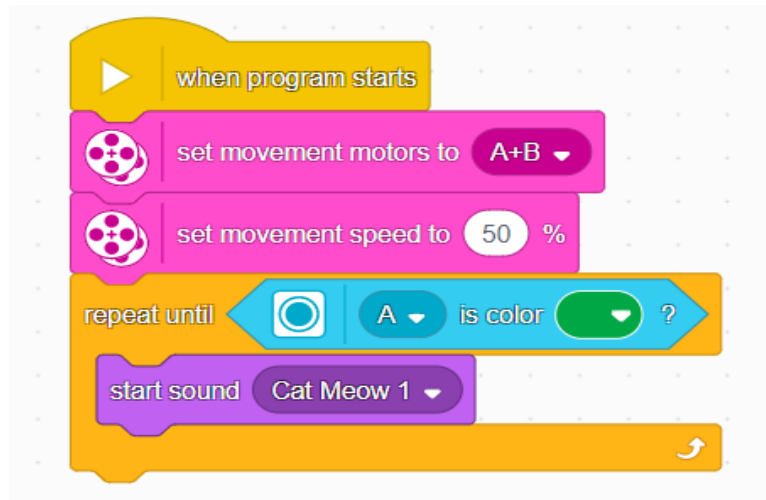 when program starts
set movement motors to A+B
set movement speed to 50 %
repeat until A is color ?
start sound Cat Meow 1